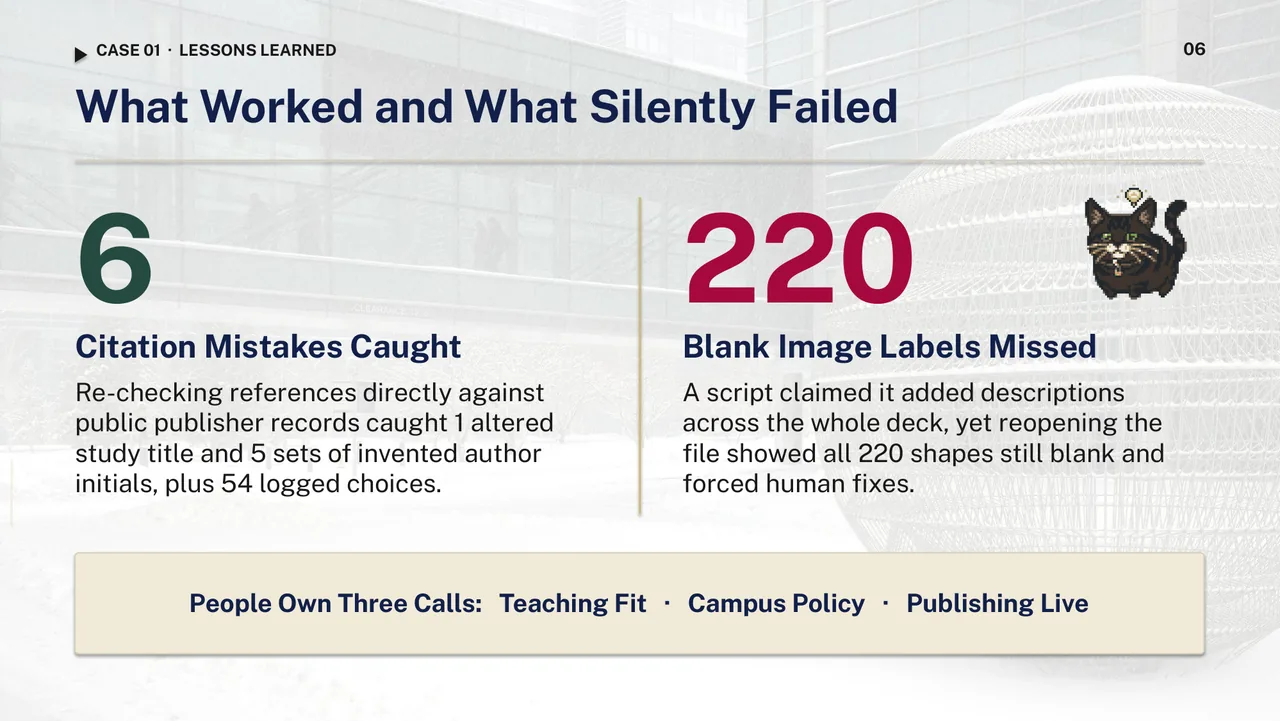 CASE 01 · LESSONS LEARNED
06
What Worked and What Silently Failed
6
Citation Mistakes Caught
Re-checking references directly against
public publisher records caught 1 altered
study title and 5 sets of invented author
initials, plus 54 logged choices.
220
Blank Image Labels Missed
A script claimed it added descriptions
across the whole deck, yet reopening the
file showed all 220 shapes still blank and
forced human fixes.
People Own Three Calls: Teaching Fit · Campus Policy · Publishing Live